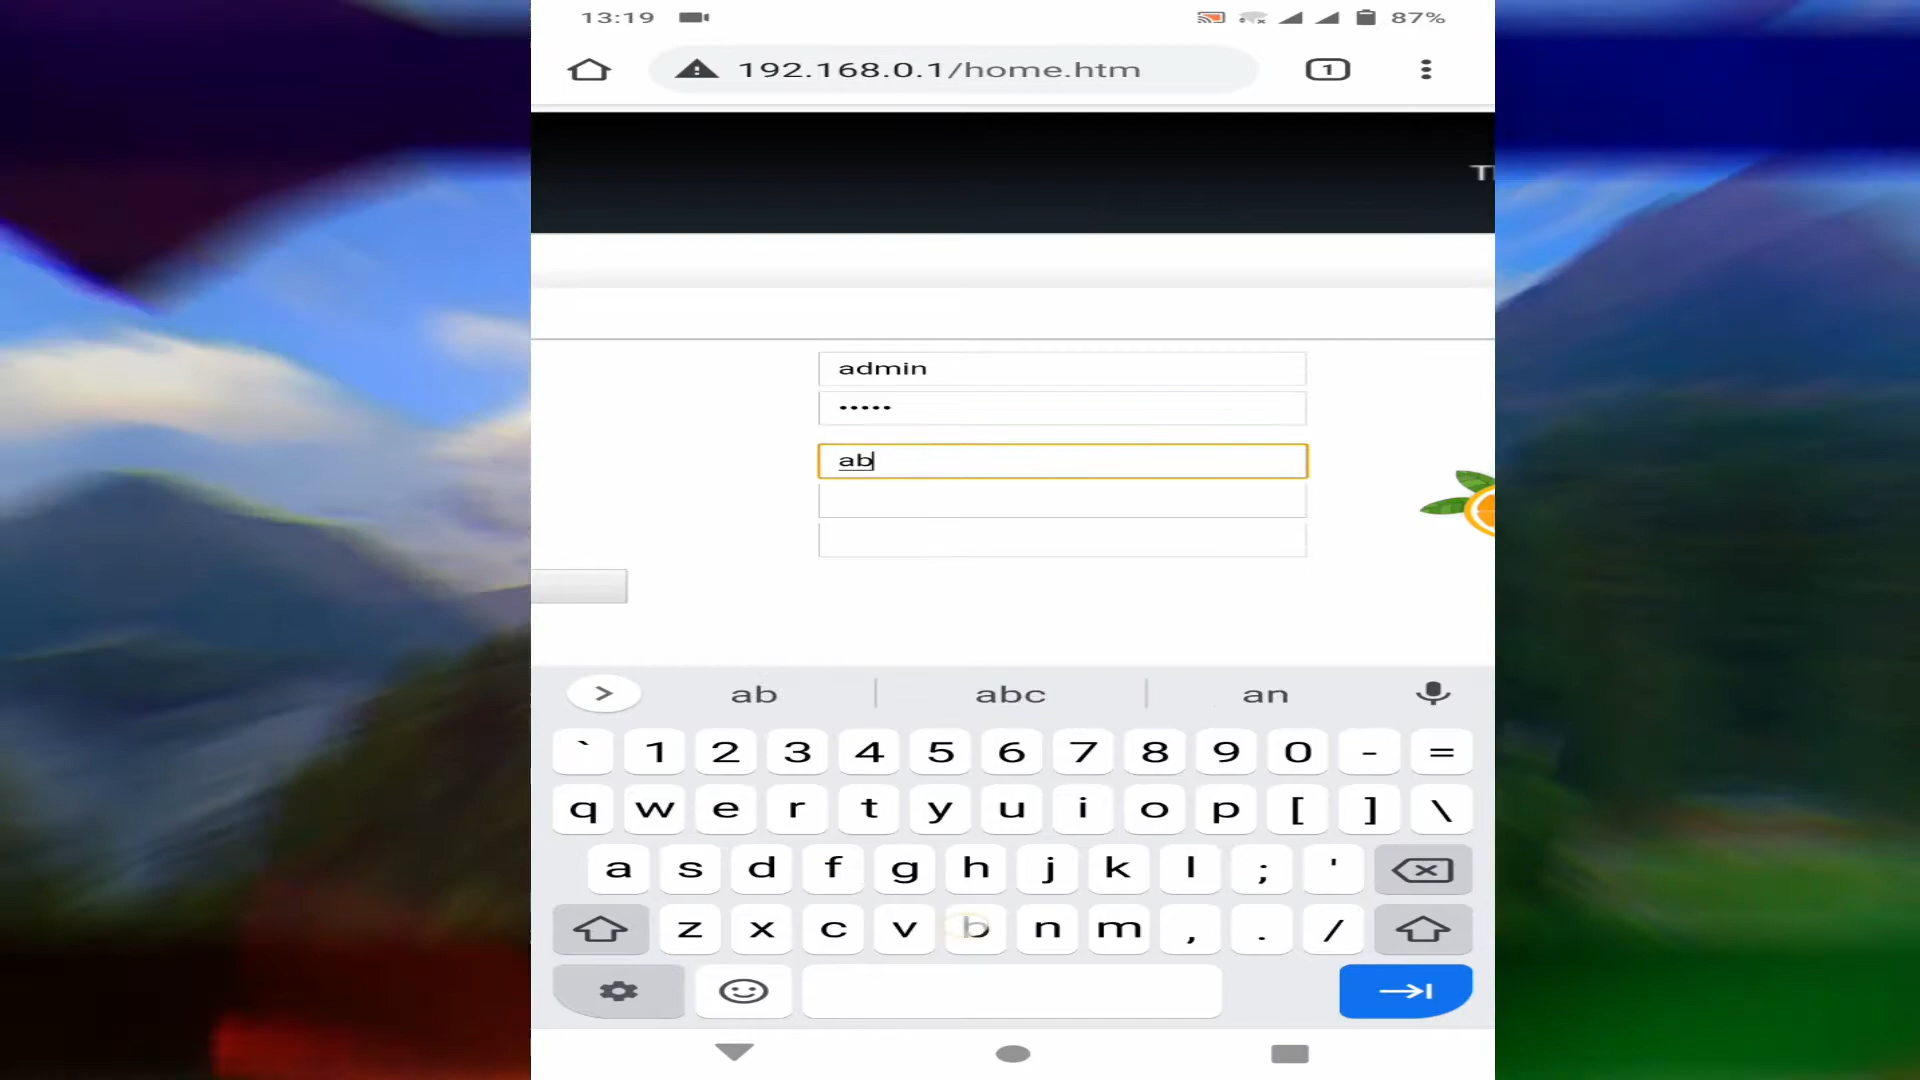 13:19 87%
192.168.0.1/home.htm 1
admin
•••••
ab
ab abc an
` 1 2 3 4 5 6 7 8 9 0 - =
q w e r t y u i o p [ ] \
a s d f g h j k l ; '
z x c v b n m , . /